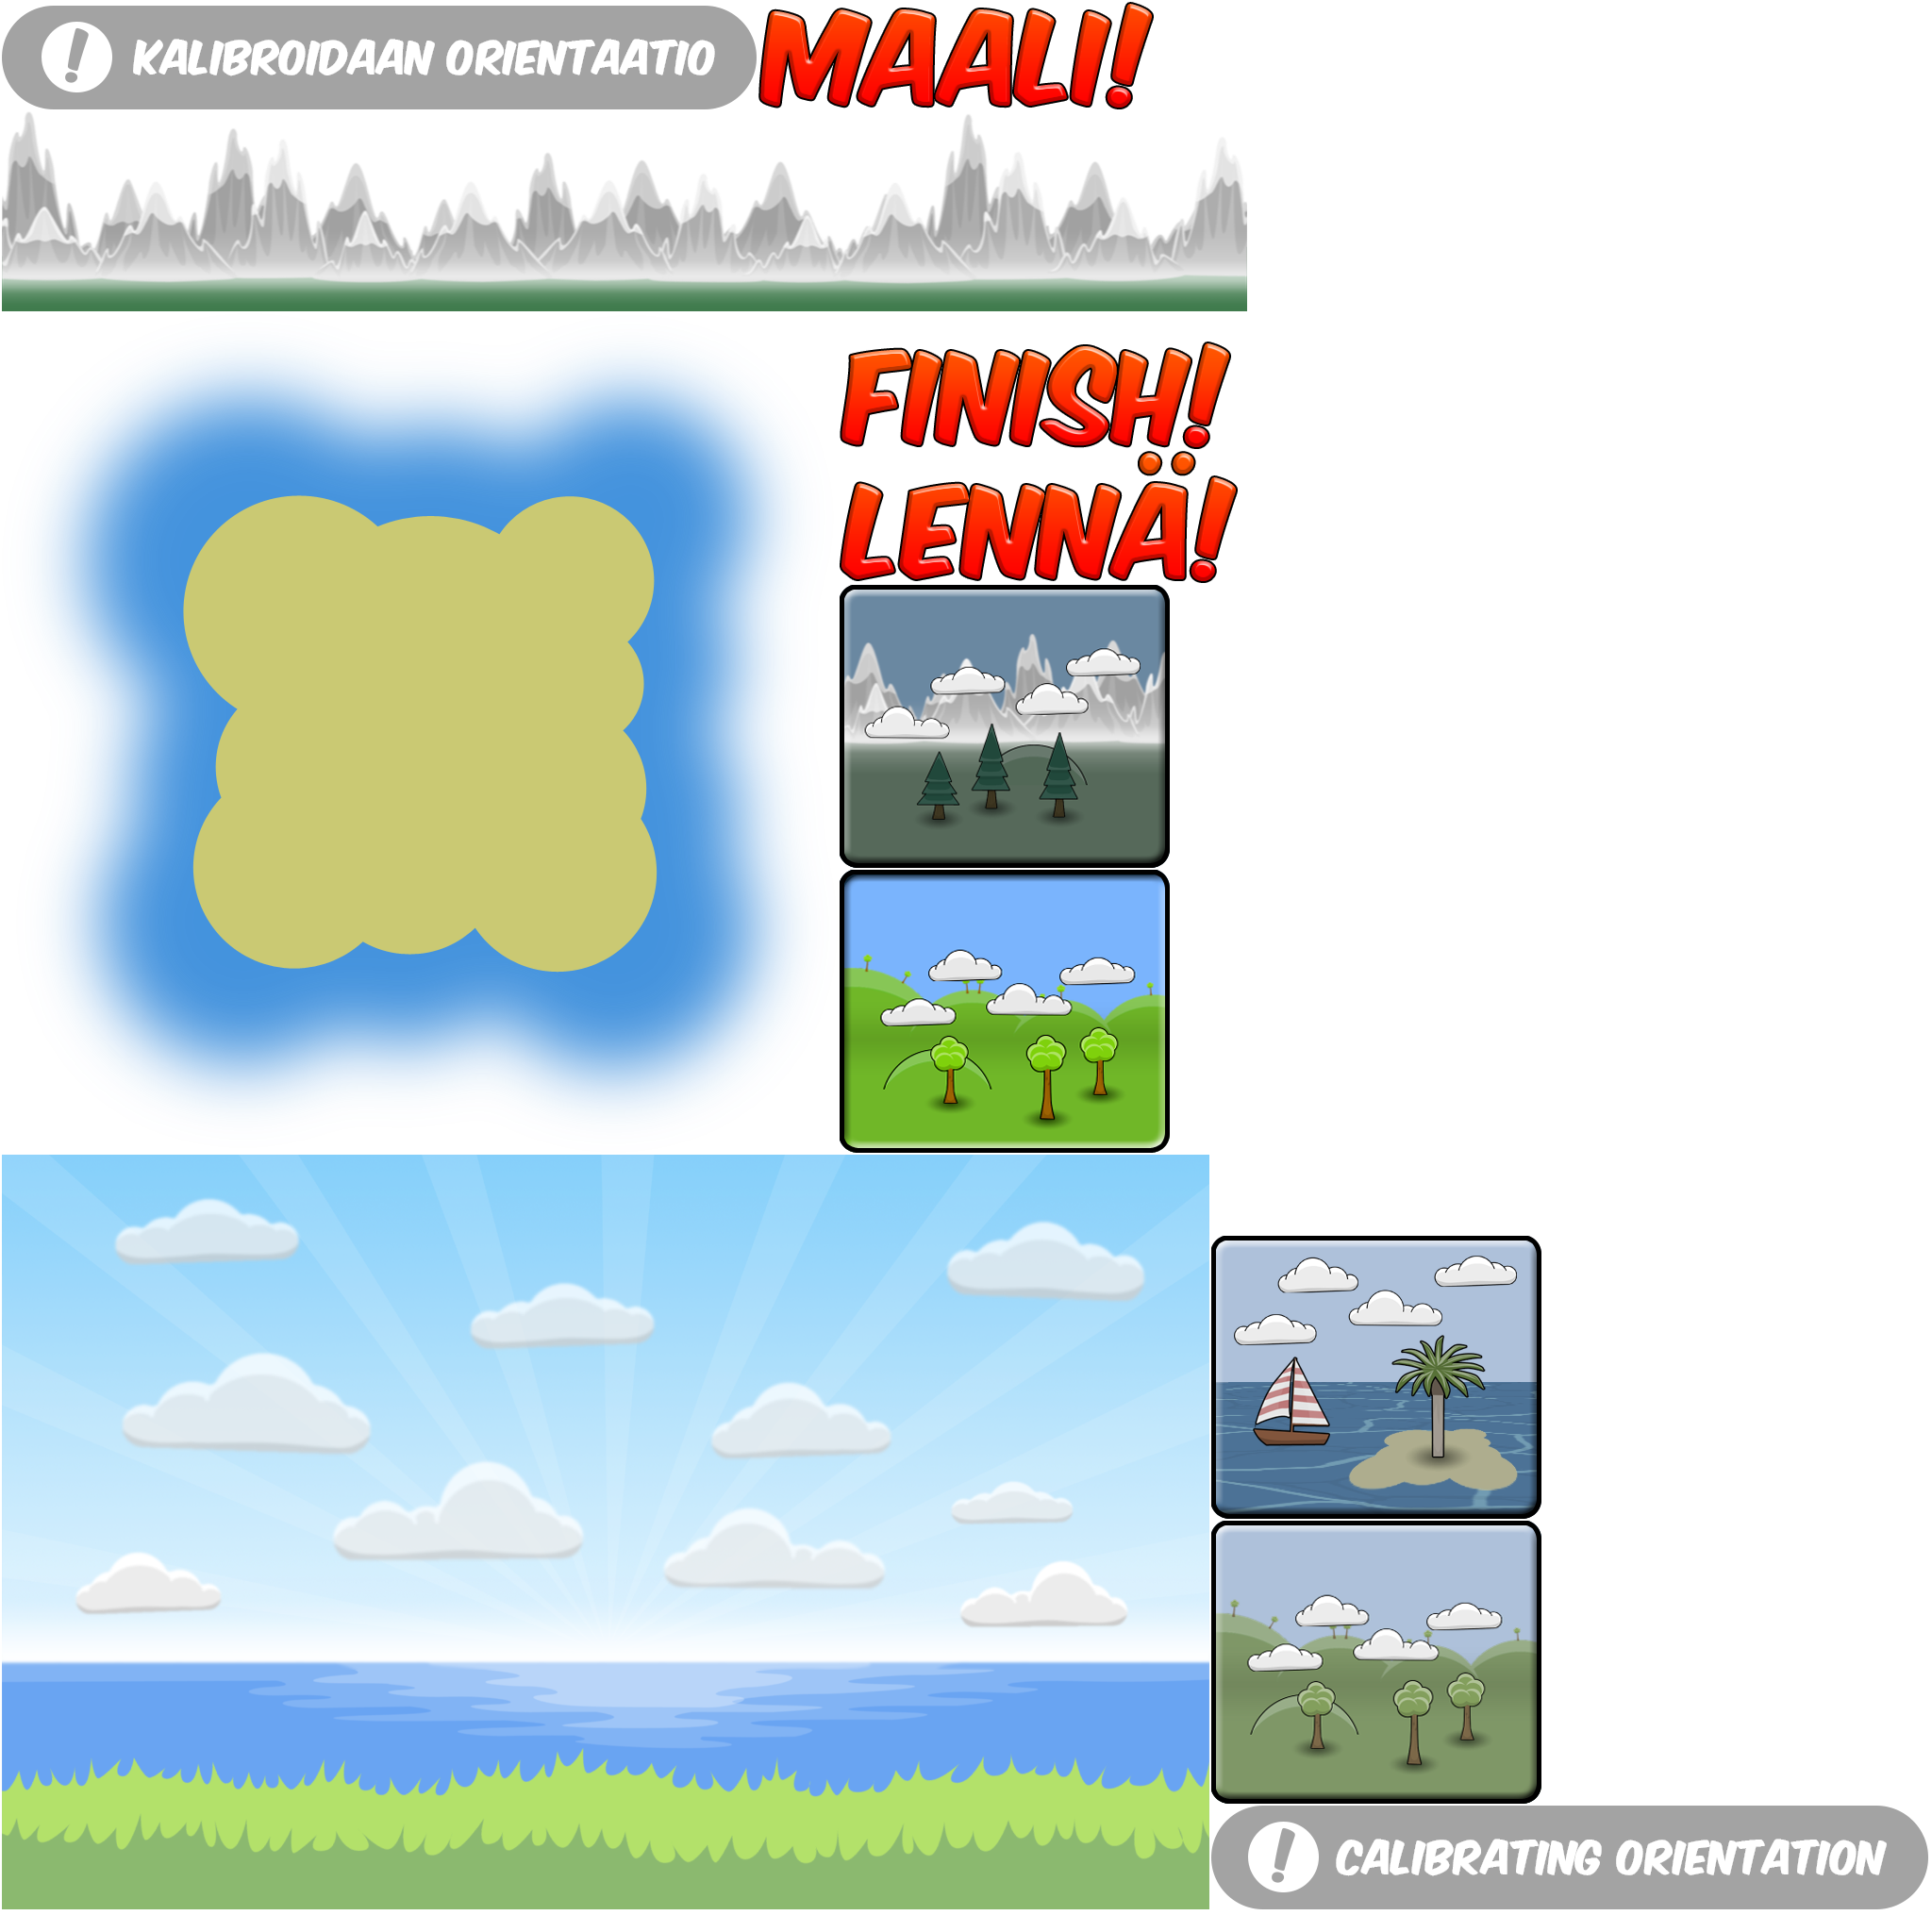 KALIBROIDAAN ORIENTAATIO
MAALI!
FINISH!
LENNÄ!
CALIBRATING ORIENTATION